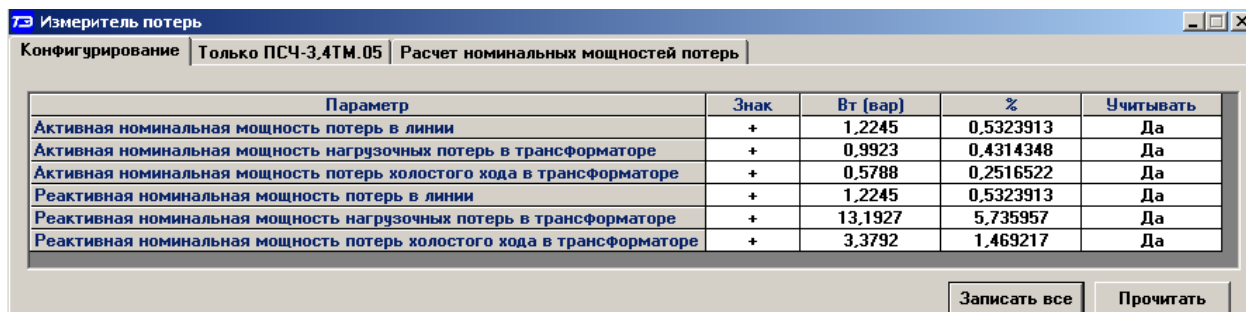 ТЭ Измеритель потерь
Конфигурирование Только ПСЧ-3,4ТМ.05 Расчет номинальных мощностей потерь
Параметр Знак Вт (вар) % Учитывать
Активная номинальная мощность потерь в линии + 1,2245 0,5323913 Да
Активная номинальная мощность нагрузочных потерь в трансформаторе + 0,9923 0,4314348 Да
Активная номинальная мощность потерь холостого хода в трансформаторе + 0,5788 0,2516522 Да
Реактивная номинальная мощность потерь в линии + 1,2245 0,5323913 Да
Реактивная номинальная мощность нагрузочных потерь в трансформаторе + 13,1927 5,735957 Да
Реактивная номинальная мощность потерь холостого хода в трансформаторе + 3,3792 1,469217 Да
Записать все Прочитать